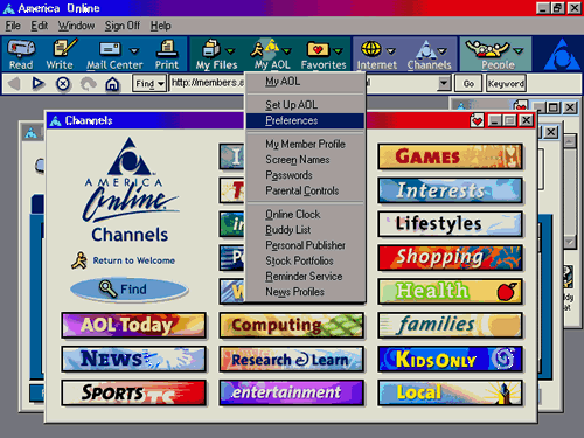 America Online
File Edit Window Sign Off Help
Read Write Mail Center Print My Files My AOL Favorites Internet Channels People
Find http://members. Go Keyword
Channels
My AOL
Set Up AOL
Preferences
My Member Profile
Screen Names
Passwords
Parental Controls
Online Clock
Buddy List
Personal Publisher
Stock Portfolios
Reminder Service
News Profiles
AMERICA
Online
Channels
Return to Welcome
Find
AOL Today
NEWS
SPORTS
Computing
Research & Learn
entertainment
GAMES
Interests
Lifestyles
Shopping
Health
families
KIDS ONLY
Local